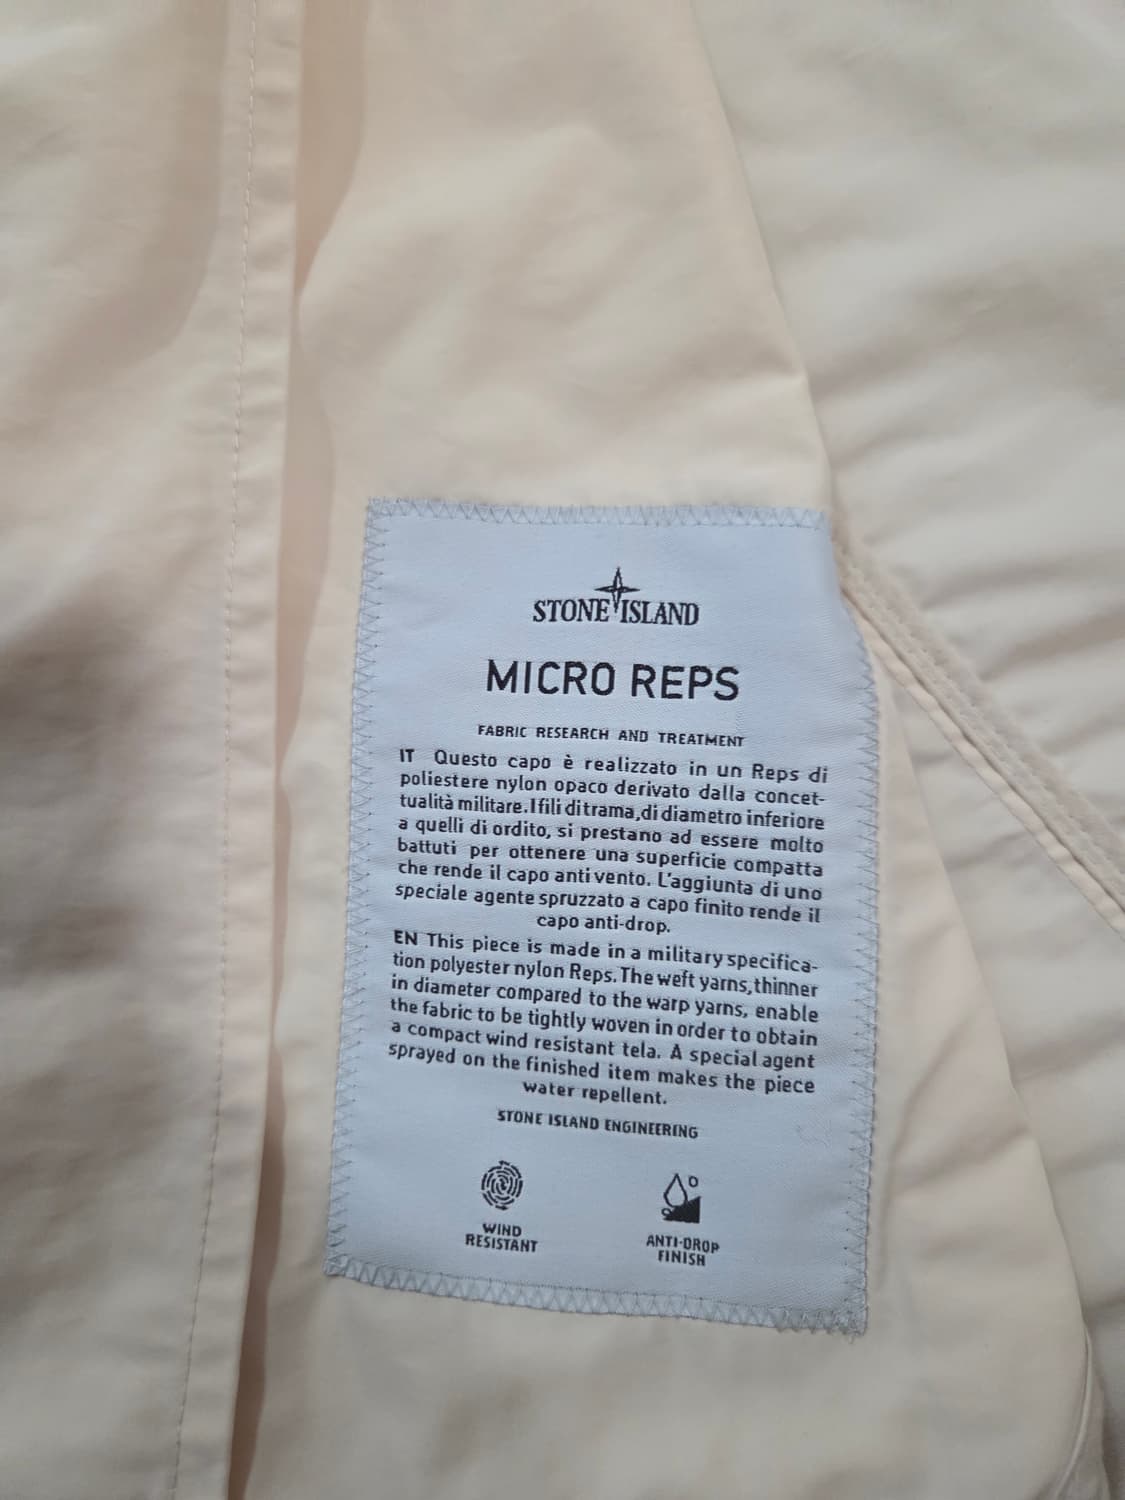 STONE ISLAND
MICRO REPS
FABRIC RESEARCH AND TREATMENT
IT Questo capo è realizzato in un Reps di
poliestere nylon opaco derivato dalla concet-
tualità militare. I fili di trama, di diametro inferiore
a quelli di ordito, si prestano ad essere molto
battuti per ottenere una superficie compatta
che rende il capo anti vento. L'aggiunta di uno
speciale agente spruzzato a capo finito rende il
capo anti-drop.
EN This piece is made in a military specifica-
tion polyester nylon Reps. The weft yarns, thinner
in diameter compared to the warp yarns, enable
the fabric to be tightly woven in order to obtain
a compact wind resistant tela. A special agent
sprayed on the finished item makes the piece
water repellent.
STONE ISLAND ENGINEERING
WIND
RESISTANT
ANTI-DROP
FINISH